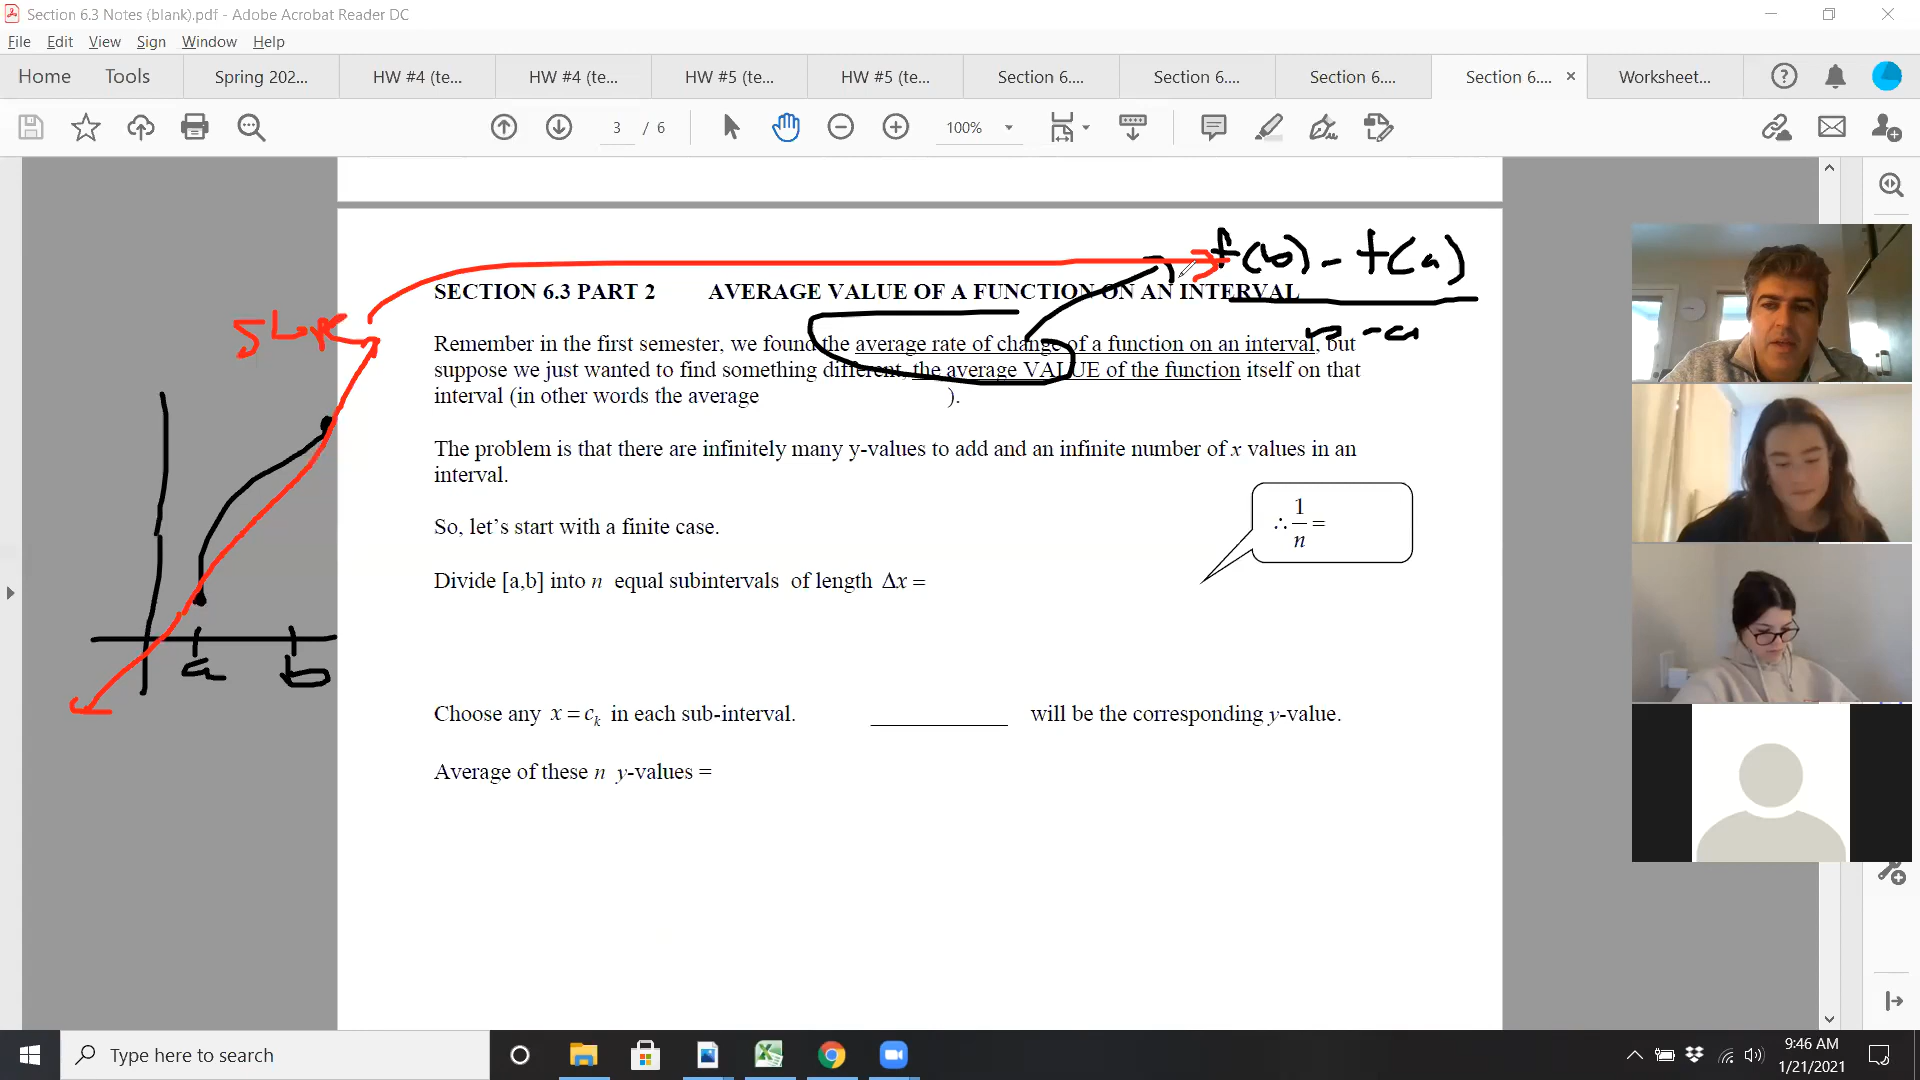 Section 6.3 Notes (blank).pdf - Adobe Acrobat Reader DC
File Edit View Sign Window Help
Home Tools Spring 202... HW #4 (te... HW #4 (te... HW #5 (te... HW #5 (te... Section 6.... Section 6.... Section 6.... Section 6.... × Worksheet...
3 / 6 100%
f(b) - f(a)
SECTION 6.3 PART 2 AVERAGE VALUE OF A FUNCTION ON AN INTERVAL
b - a
Slope
Remember in the first semester, we found the average rate of change of a function on an interval, but
suppose we just wanted to find something different, the average VALUE of the function itself on that
interval (in other words the average ).
The problem is that there are infinitely many y-values to add and an infinite number of x values in an
interval.
∴ 1/n =
So, let's start with a finite case.
Divide [a,b] into n equal subintervals of length Δx =
a b
Choose any x = cₖ in each sub-interval. ____________ will be the corresponding y-value.
Average of these n y-values =
Type here to search
9:46 AM
1/21/2021